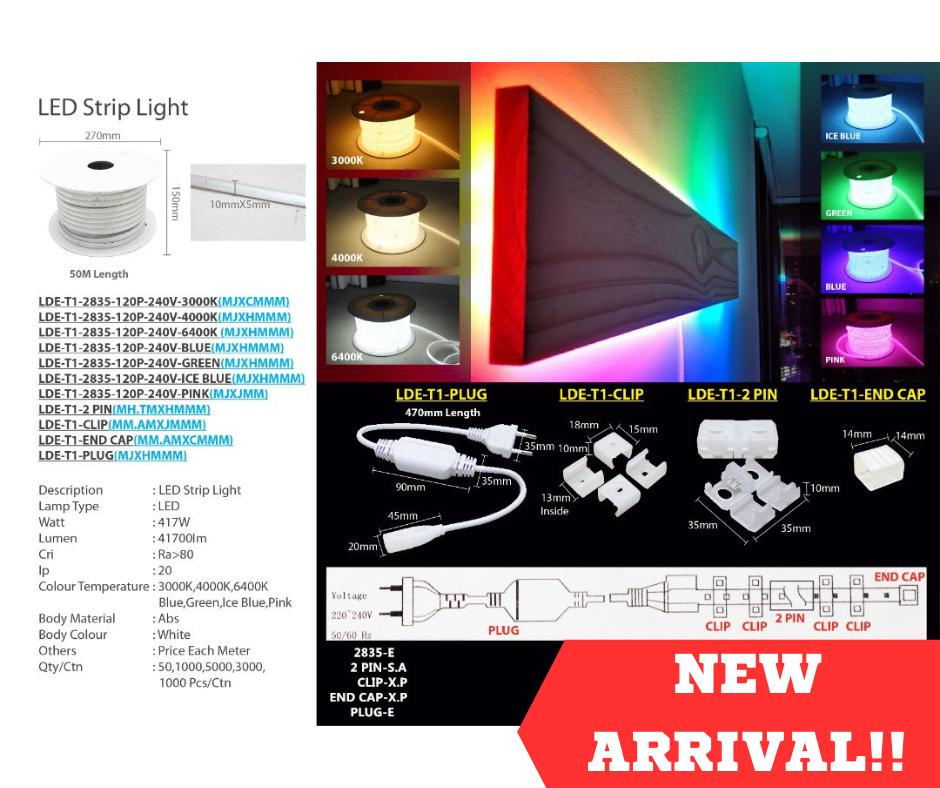 LED Strip Light
270mm
150mm
10mmX5mm
50M Length
LDE-T1-2835-120P-240V-3000K(MJXCMMM)
LDE-T1-2835-120P-240V-4000K(MJXHMMM)
LDE-T1-2835-120P-240V-6400K (MJXHMMM)
LDE-T1-2835-120P-240V-BLUE(MJXHMMM)
LDE-T1-2835-120P-240V-GREEN(MJXHMMM)
LDE-T1-2835-120P-240V-ICE BLUE(MJXHMMM)
LDE-T1-2835-120P-240V-PINK(MJXJMM)
LDE-T1-2 PIN(MH.TMXHMMM)
LDE-T1-CLIP(MM.AMXJMMM)
LDE-T1-END CAP(MM.AMXCMMM)
LDE-T1-PLUG(MJXHMMM)
Description : LED Strip Light
Lamp Type : LED
Watt : 417W
Lumen : 41700lm
Cri : Ra>80
Ip : 20
Colour Temperature : 3000K,4000K,6400K
Blue,Green,Ice Blue,Pink
Body Material : Abs
Body Colour : White
Others : Price Each Meter
Qty/Ctn : 50,1000,5000,3000,
1000 Pcs/Ctn
3000K
4000K
6400K
ICE BLUE
GREEN
BLUE
PINK
LDE-T1-PLUG
470mm Length
35mm
90mm
35mm
45mm
20mm
LDE-T1-CLIP
18mm
15mm
10mm
13mm
Inside
LDE-T1-2 PIN
10mm
35mm
35mm
LDE-T1-END CAP
14mm
14mm
Voltage
220~240V
50/60 Hz
PLUG
CLIP
CLIP
2 PIN
CLIP
CLIP
END CAP
2835-E
2 PIN-S.A
CLIP-X.P
END CAP-X.P
PLUG-E
NEW
ARRIVAL!!